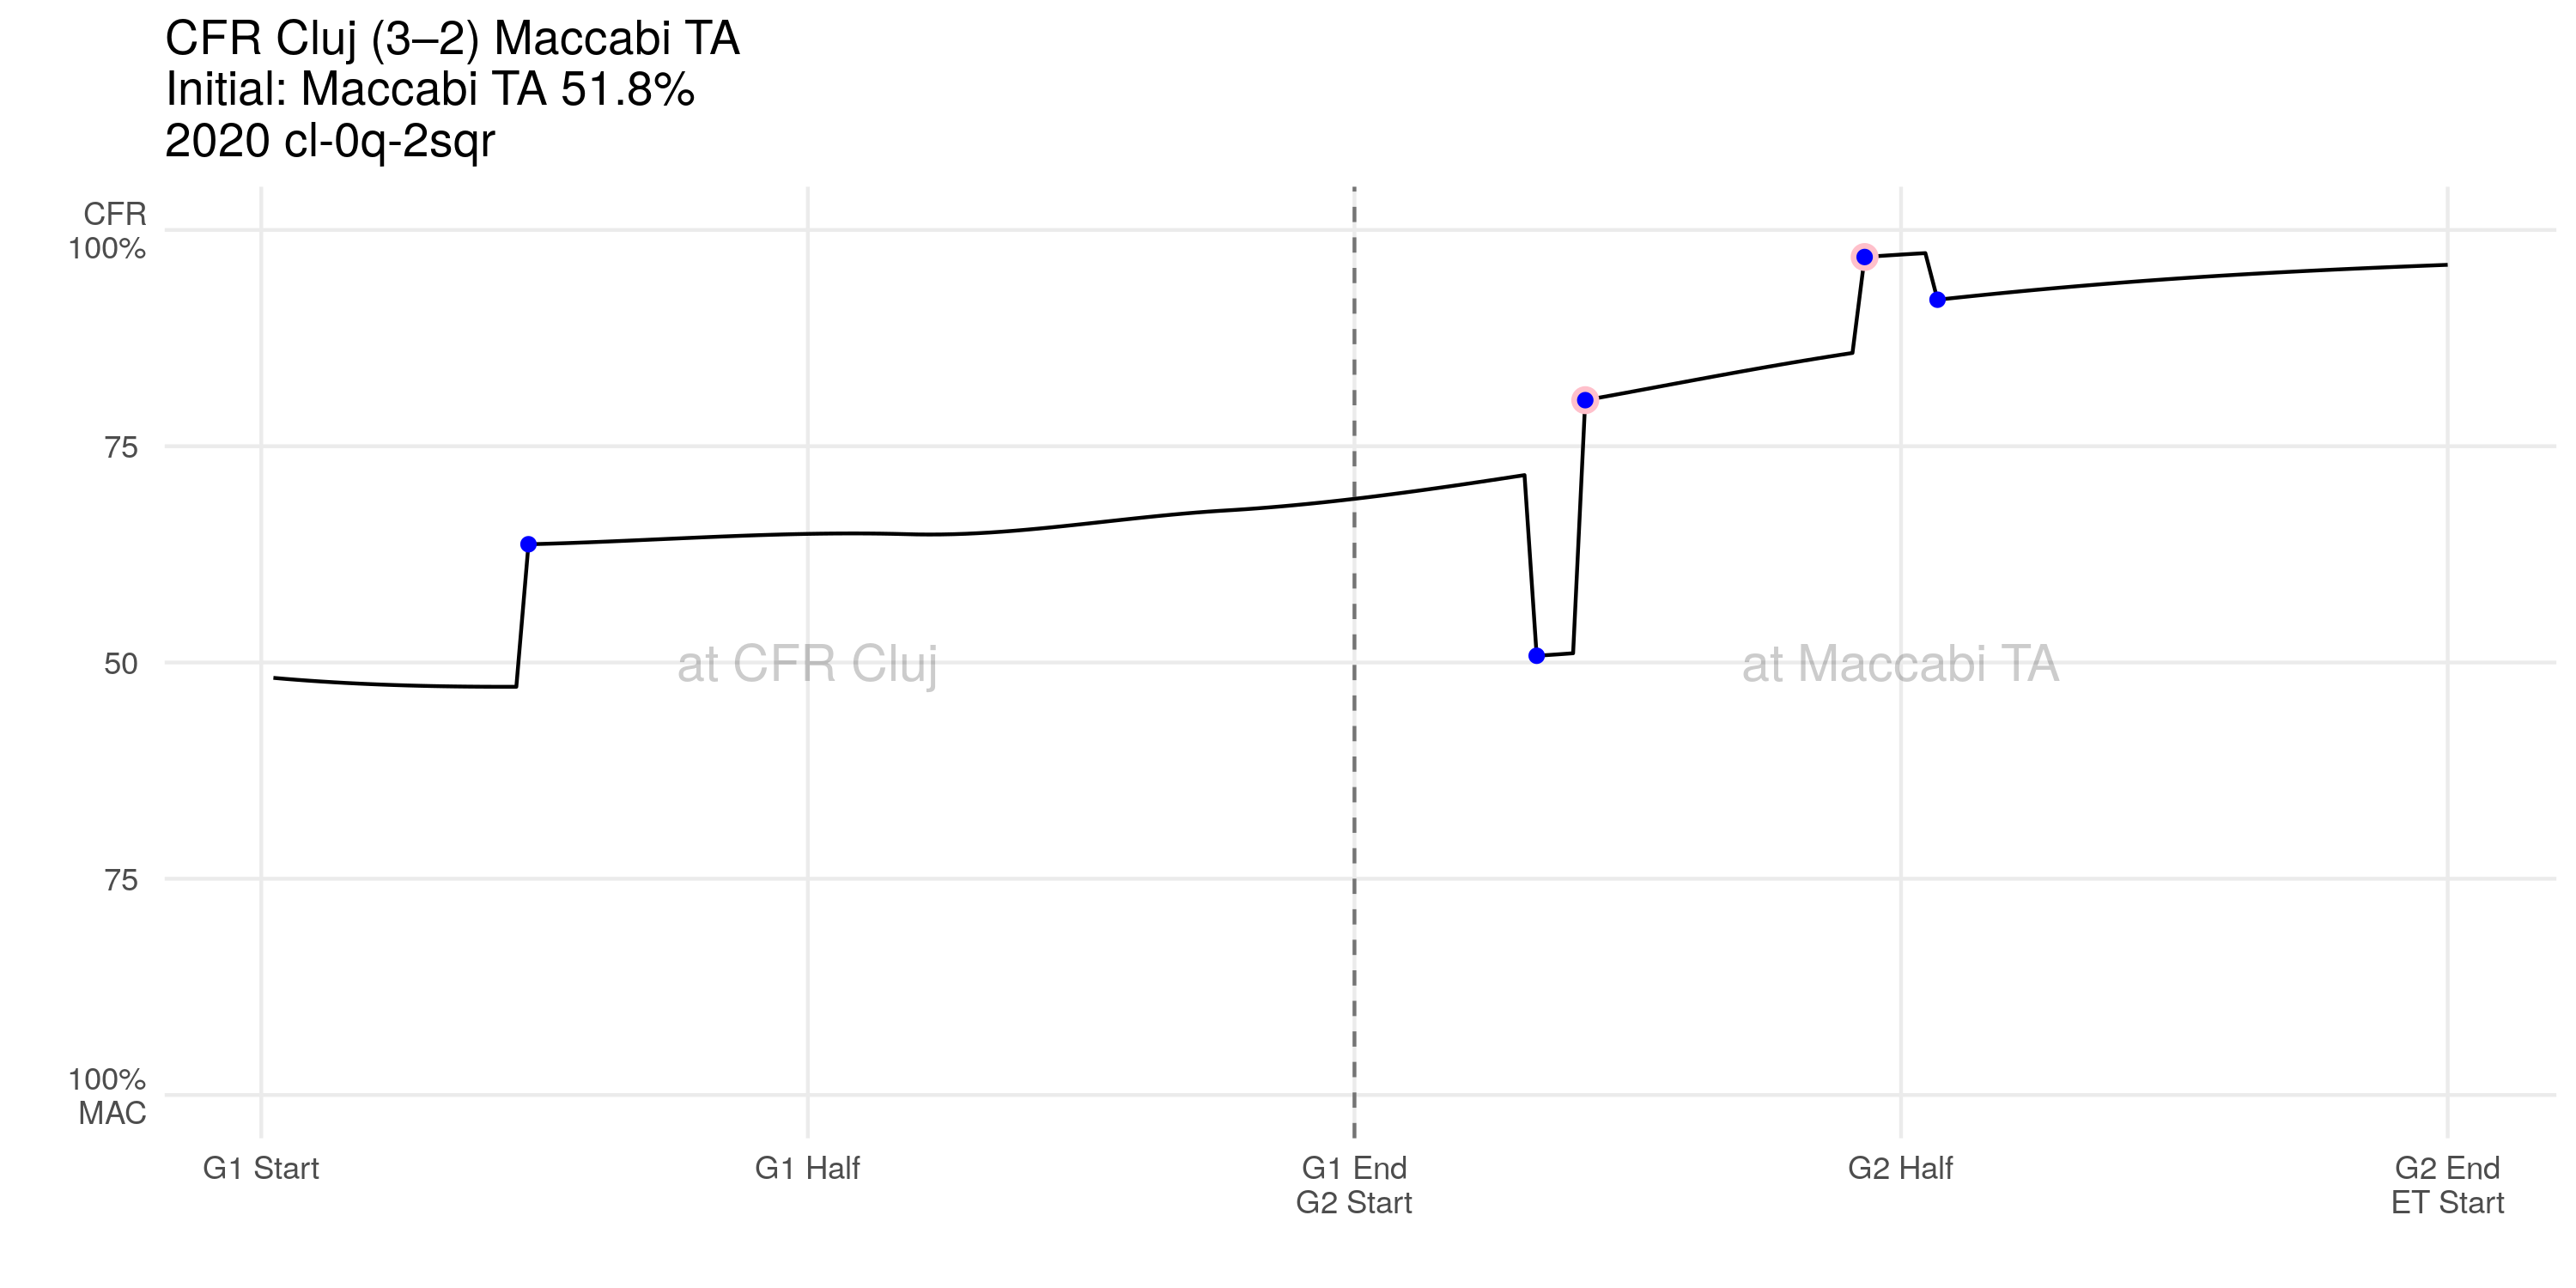 CFR Cluj (3–2) Maccabi TA
Initial: Maccabi TA 51.8%
2020 cl-0q-2sqr
CFR
100%
75
50
75
100%
MAC
at CFR Cluj
at Maccabi TA
G1 Start
G1 Half
G1 End
G2 Start
G2 Half
G2 End
ET Start